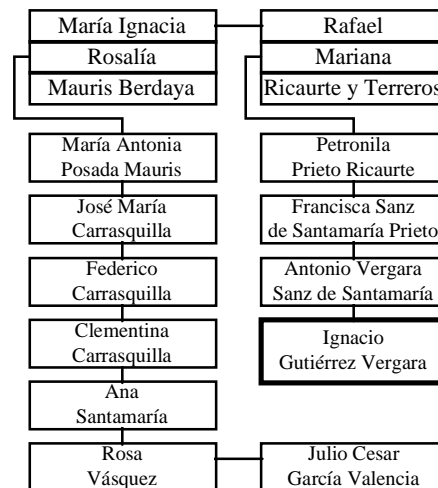 María Ignacia
Rosalía
Mauris Berdaya
María Antonia
Posada Mauris
José María
Carrasquilla
Federico
Carrasquilla
Clementina
Carrasquilla
Ana
Santamaría
Rosa
Vásquez
Rafael
Mariana
Ricaurte y Terreros
Petronila
Prieto Ricaurte
Francisca Sanz
de Santamaría Prieto
Antonio Vergara
Sanz de Santamaría
Ignacio
Gutiérrez Vergara
Julio Cesar
García Valencia